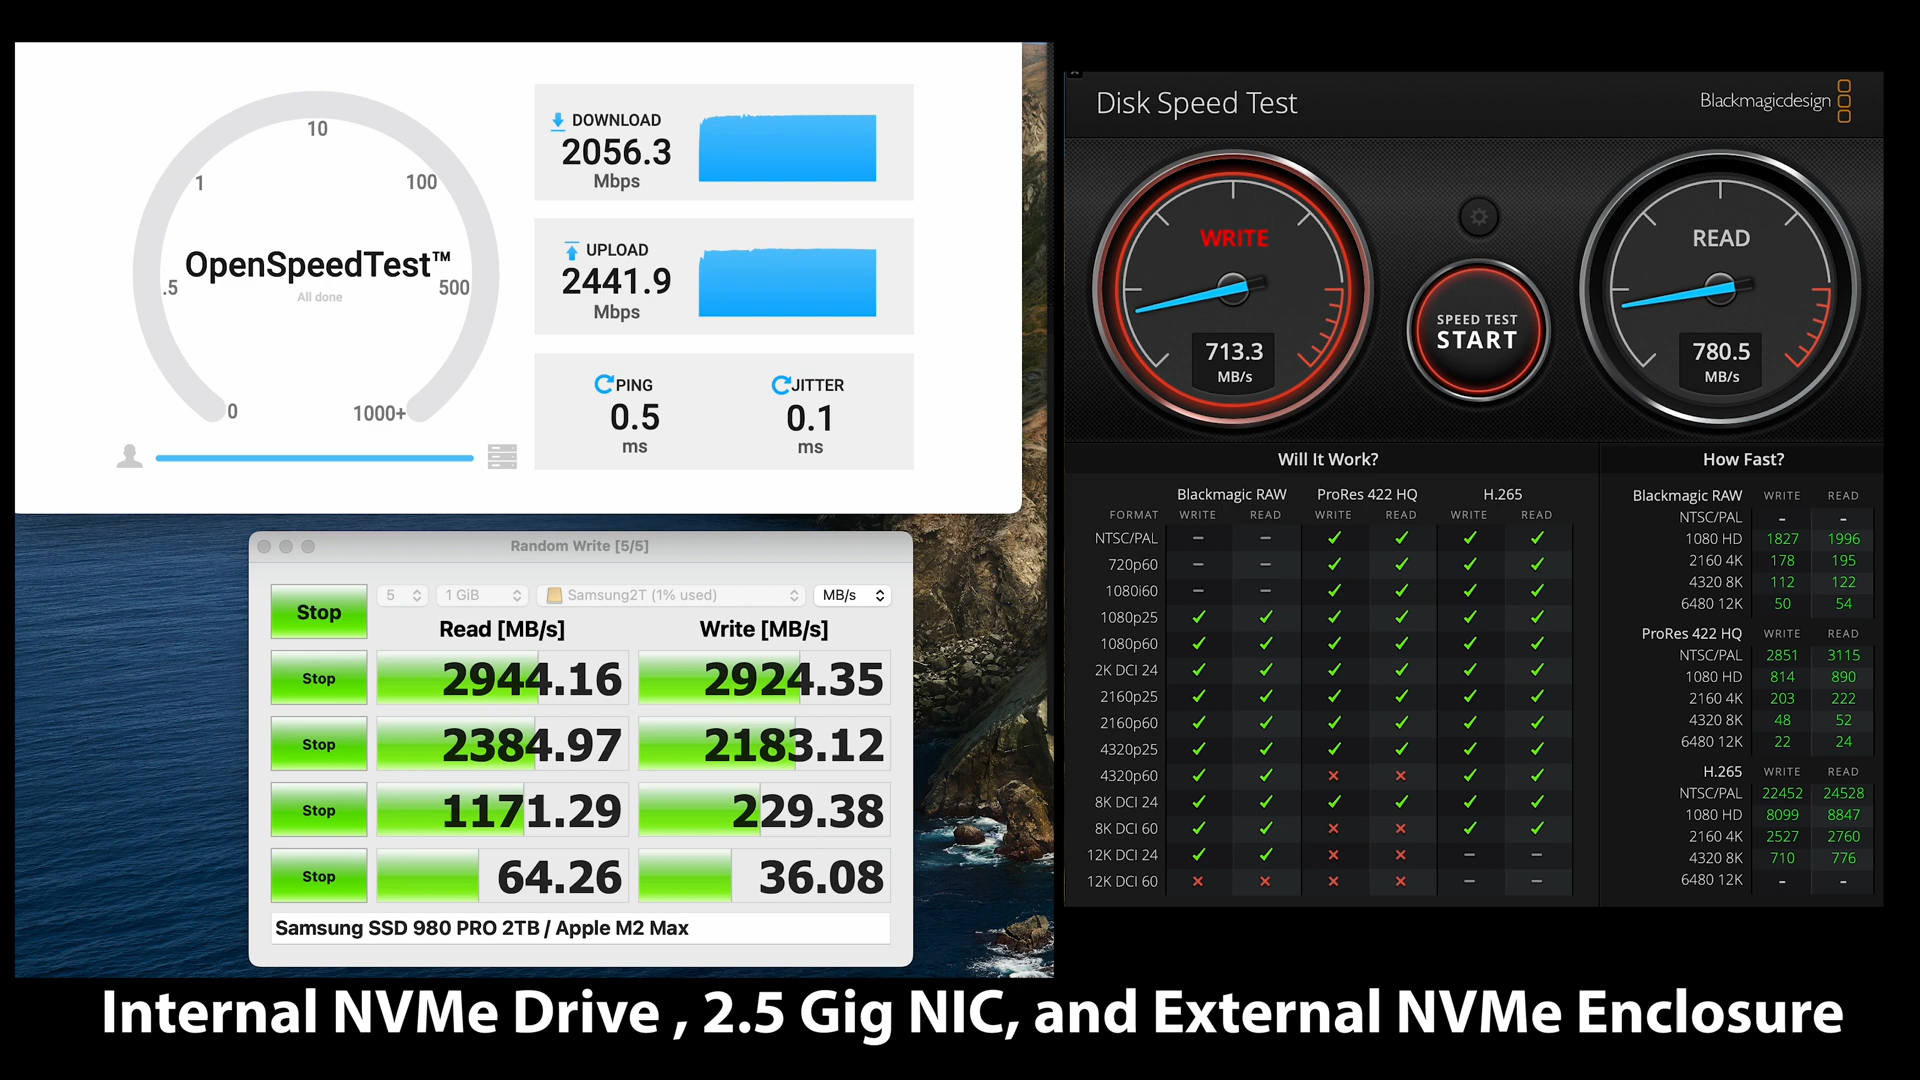 OpenSpeedTest™
All done
0
.5
1
10
100
500
1000+
DOWNLOAD
2056.3
Mbps
UPLOAD
2441.9
Mbps
PING
0.5
ms
JITTER
0.1
ms
Random Write [5/5]
Stop 5 1 GiB Samsung2T (1% used) MB/s
Read [MB/s] Write [MB/s]
Stop 2944.16 2924.35
Stop 2384.97 2183.12
Stop 1171.29 229.38
Stop 64.26 36.08
Samsung SSD 980 PRO 2TB / Apple M2 Max
Disk Speed Test
Blackmagicdesign
WRITE
713.3
MB/s
SPEED TEST
START
READ
780.5
MB/s
Will It Work?
Blackmagic RAW ProRes 422 HQ H.265
FORMAT WRITE READ WRITE READ WRITE READ
NTSC/PAL – – ✓ ✓ ✓ ✓
720p60 – – ✓ ✓ ✓ ✓
1080i60 – – ✓ ✓ ✓ ✓
1080p25 ✓ ✓ ✓ ✓ ✓ ✓
1080p60 ✓ ✓ ✓ ✓ ✓ ✓
2K DCI 24 ✓ ✓ ✓ ✓ ✓ ✓
2160p25 ✓ ✓ ✓ ✓ ✓ ✓
2160p60 ✓ ✓ ✓ ✓ ✓ ✓
4320p25 ✓ ✓ ✓ ✓ ✓ ✓
4320p60 ✓ ✓ × × ✓ ✓
8K DCI 24 ✓ ✓ ✓ ✓ ✓ ✓
8K DCI 60 ✓ ✓ × × ✓ ✓
12K DCI 24 ✓ ✓ × × – –
12K DCI 60 × × × × – –
How Fast?
Blackmagic RAW WRITE READ
NTSC/PAL - -
1080 HD 1827 1996
2160 4K 178 195
4320 8K 112 122
6480 12K 50 54
ProRes 422 HQ WRITE READ
NTSC/PAL 2851 3115
1080 HD 814 890
2160 4K 203 222
4320 8K 48 52
6480 12K 22 24
H.265 WRITE READ
NTSC/PAL 22452 24528
1080 HD 8099 8847
2160 4K 2527 2760
4320 8K 710 776
6480 12K - -
Internal NVMe Drive , 2.5 Gig NIC, and External NVMe Enclosure